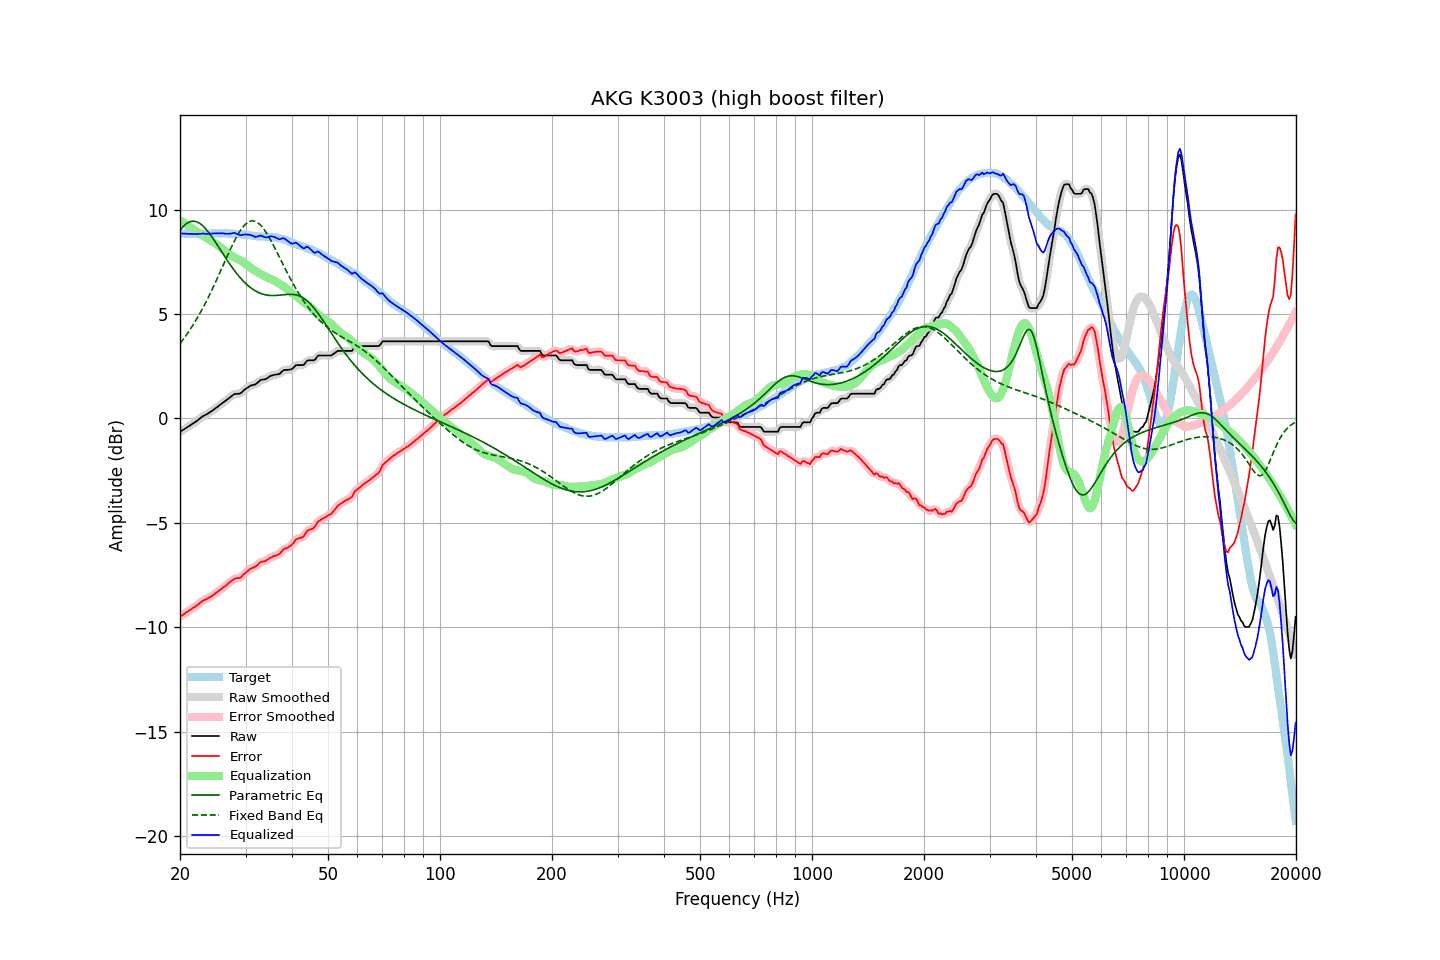 AKG K3003 (high boost filter)
Amplitude (dBr)
10
5
0
−5
−10
−15
−20
Target
Raw Smoothed
Error Smoothed
Raw
Error
Equalization
Parametric Eq
Fixed Band Eq
Equalized
20 50 100 200 500 1000 2000 5000 10000 20000
Frequency (Hz)